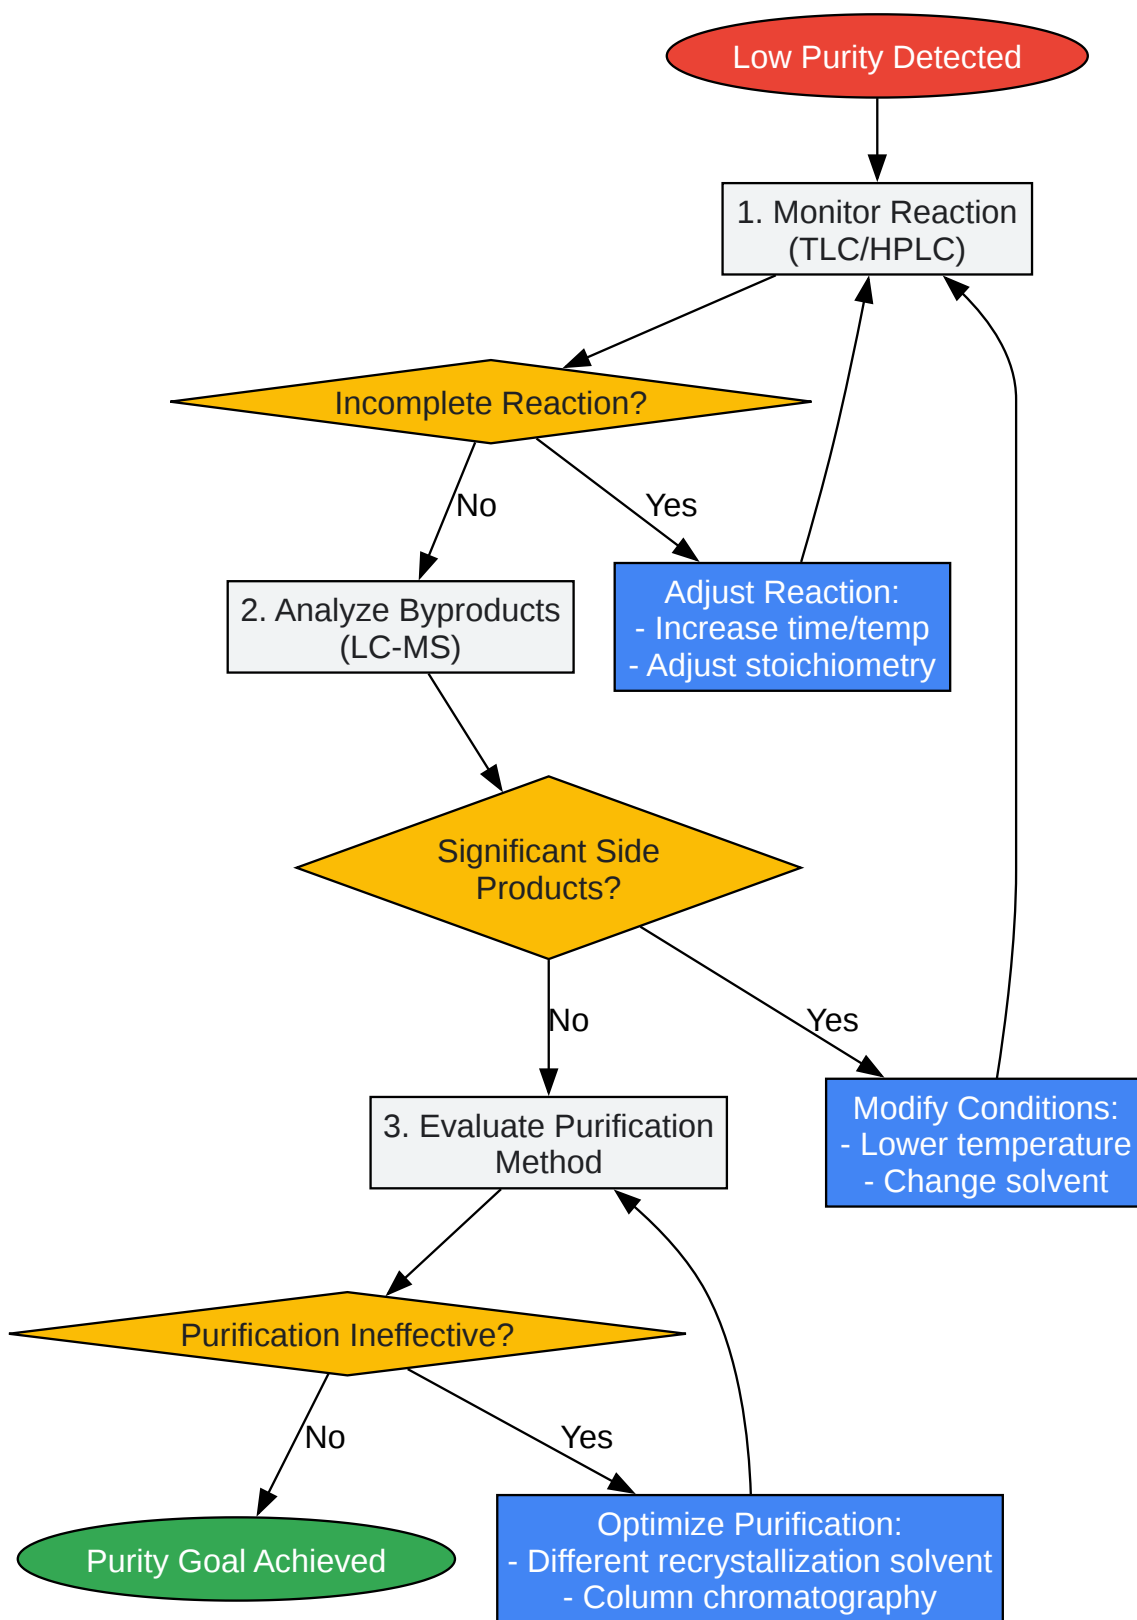 Low Purity Detected
1. Monitor Reaction
(TLC/HPLC)
Incomplete Reaction?
No
Yes
2. Analyze Byproducts
(LC-MS)
Adjust Reaction:
- Increase time/temp
- Adjust stoichiometry
Significant Side
Products?
No
Yes
3. Evaluate Purification
Method
Modify Conditions:
- Lower temperature
- Change solvent
Purification Ineffective?
No
Yes
Purity Goal Achieved
Optimize Purification:
- Different recrystallization solvent
- Column chromatography